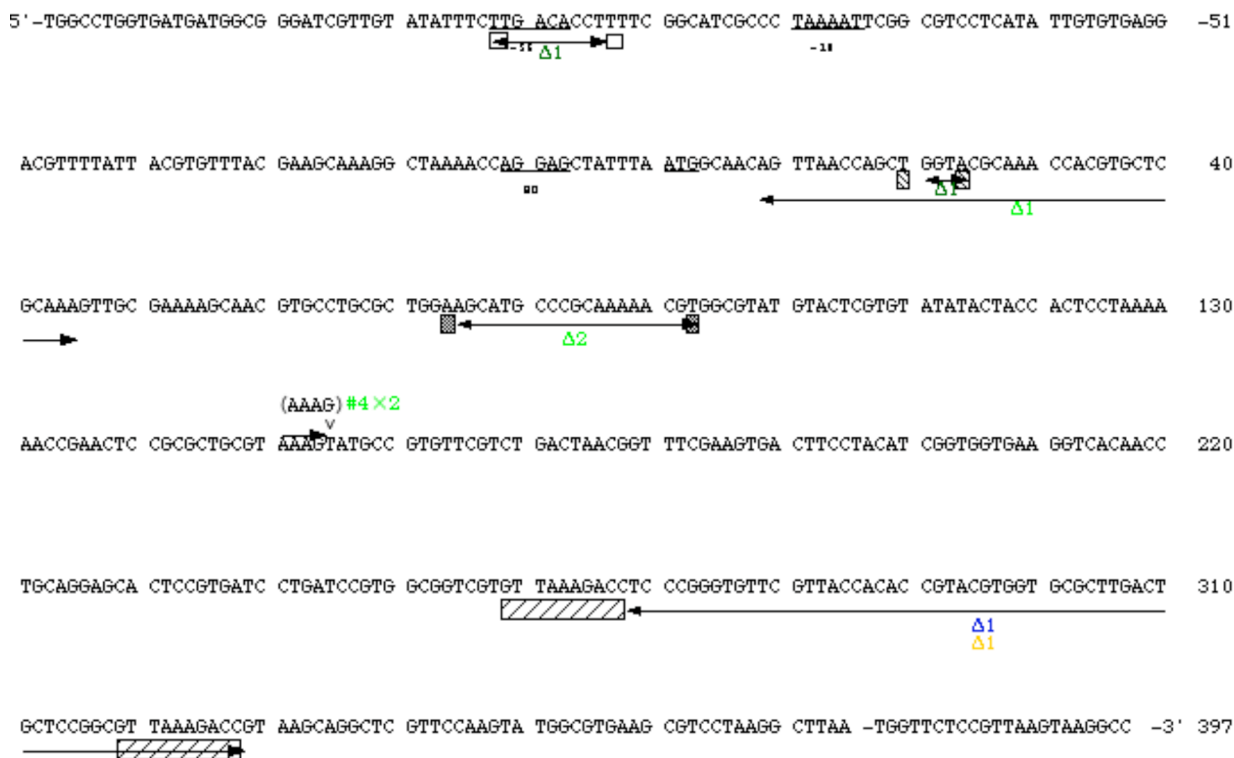 5'-TGGCCTGGTGATGATGGCG GGATCGTTGT ATATTTCTTG ACACCTTTTC GGCATCGCCC TAAAATTCGG CGTCCTCATA TTGTGTGAGG -51
Δ1
ACGTTTTATT ACGTGTTTAC GAAGCAAAGG CTAAAACCAG GAGCTATTTA ATGGCAACAG TTAACCAGCT GGTACGCAAA CCACGTGCTC 40
Δ1
Δ1
GCAAAGTTGC GAAAAGCAAC GTGCCTGCGC TGGAAGCATG CCCGCAAAAA CGTGGCGTAT GTACTCGTGT ATATACTACC ACTCCTAAAA 130
Δ2
(AAAG) #4×2
AACCGAACTC CGCGCTGCGT AAAGTATGCC GTGTTCGTCT GACTAACGGT TTCGAAGTGA CTTCCTACAT CGGTGGTGAA GGTCACAACC 220
TGCAGGAGCA CTCCGTGATC CTGATCCGTG GCGGTCGTGT TAAAGACCTC CCGGGTGTTC GTTACCACAC CGTACGTGGT GCGCTTGACT 310
Δ1
Δ1
GCTCCGGCGT TAAAGACCGT AAGCAGGCTC GTTCCAAGTA TGGCGTGAAG CGTCCTAAGG CTTAA -TGGTTCTCCGTTAAGTAAGGCC -3' 397